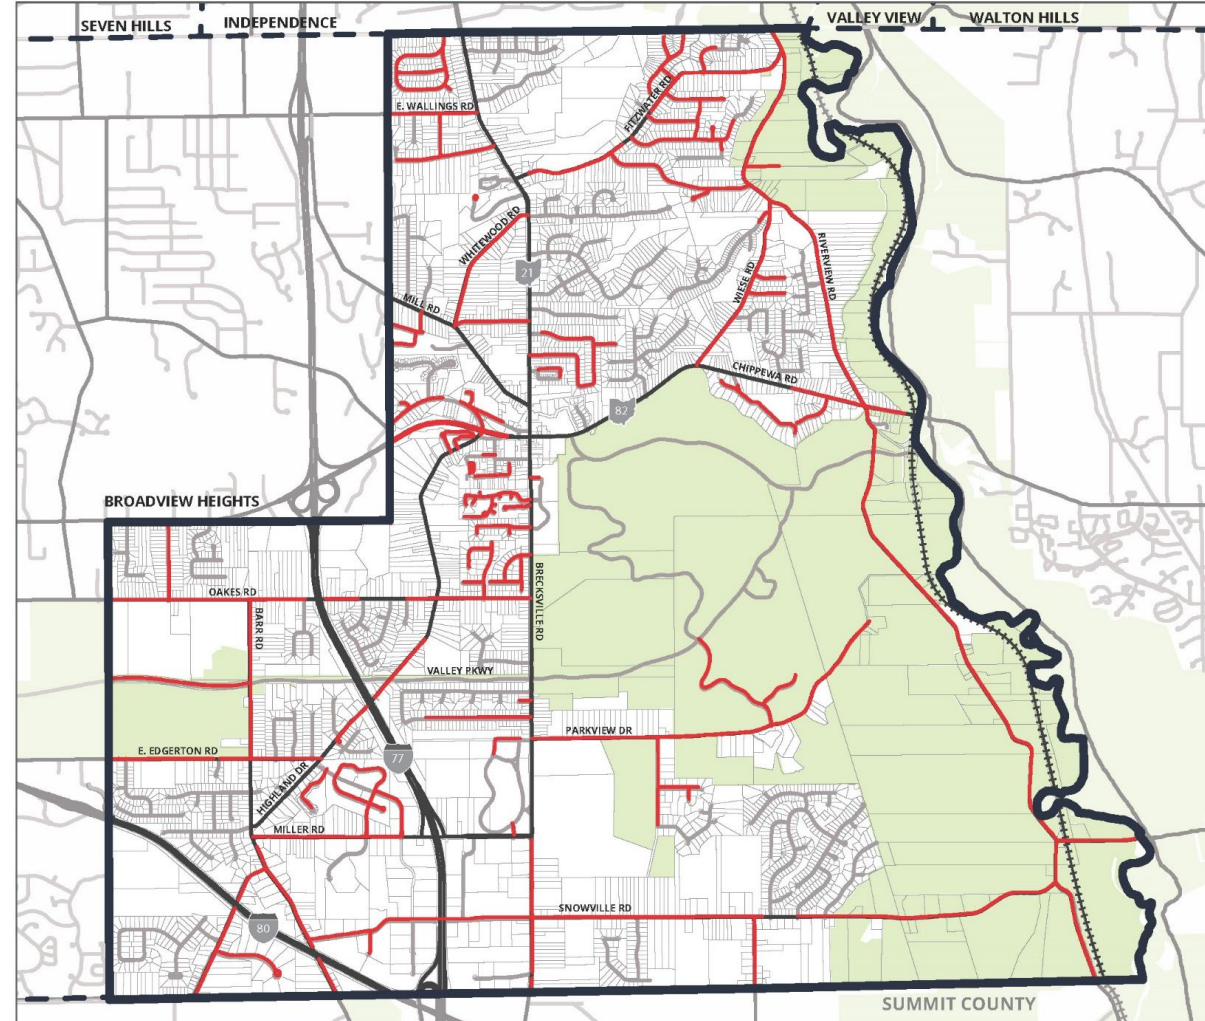 SEVEN HILLS
INDEPENDENCE
VALLEY VIEW
WALTON HILLS
E. WALLINGS RD
FITZWATER RD
WHITEWOOD RD
RIVERVIEW RD
21
WIESE RD
MILL RD
CHIPPEWA RD
82
BROADVIEW HEIGHTS
OAKES RD
BARR RD
BRECKSVILLE RD
VALLEY PKWY
PARKVIEW DR
E. EDGERTON RD
77
HIGHLAND DR
MILLER RD
SNOWVILLE RD
80
SUMMIT COUNTY